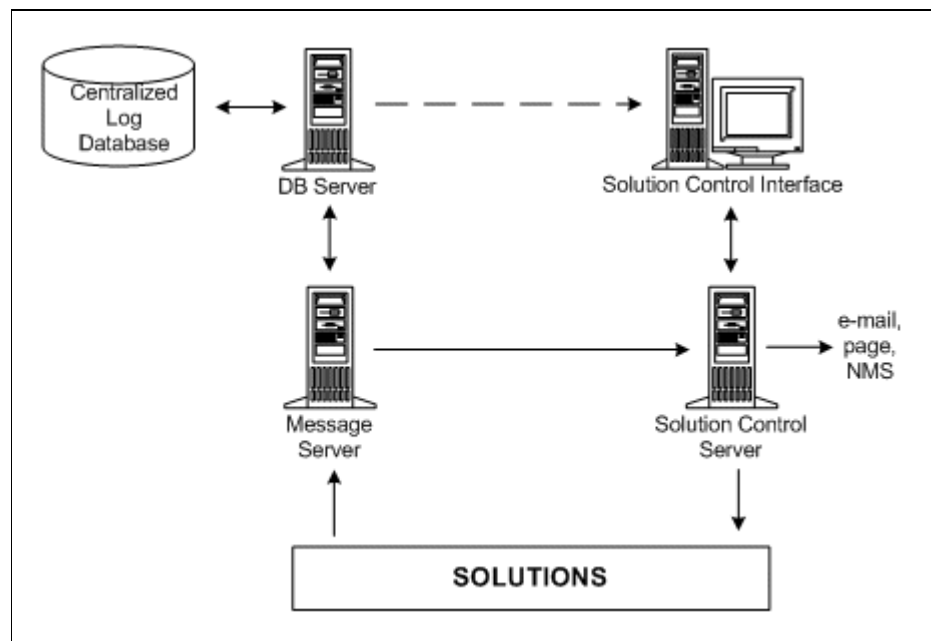 Centralized
Log
Database
DB Server
Solution Control Interface
Message
Server
Solution Control
Server
e-mail,
page,
NMS
SOLUTIONS